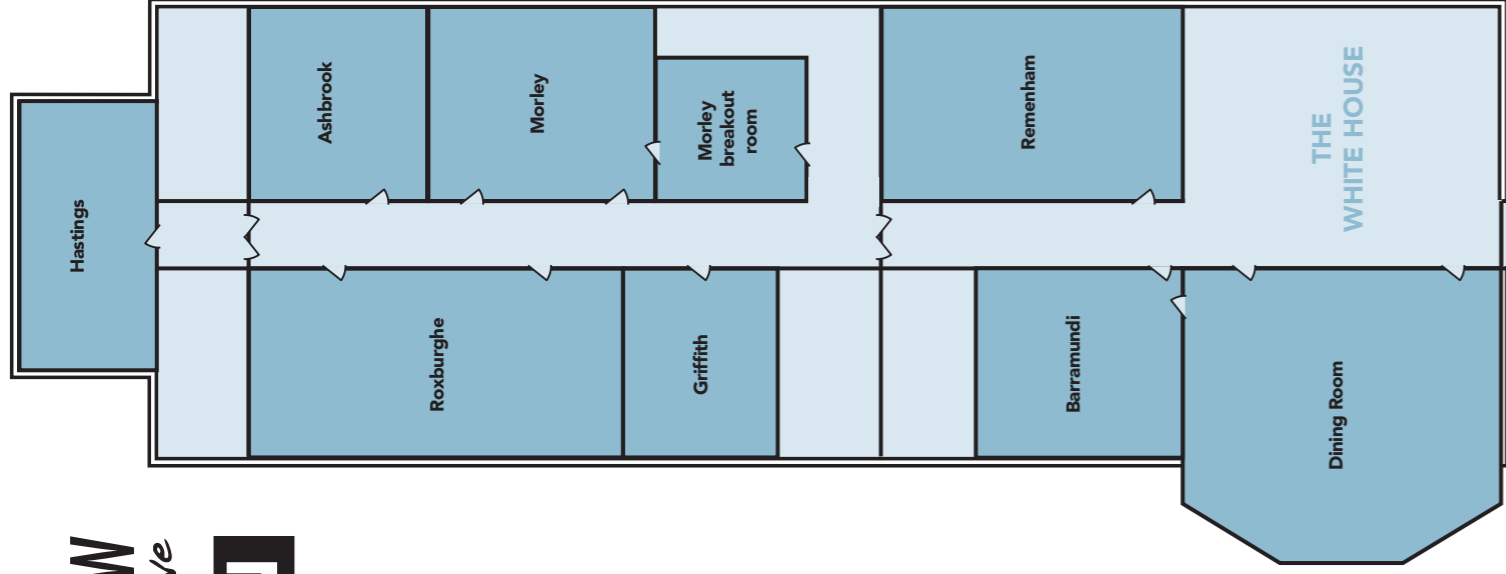 Hastings
Ashbrook
Morley
Morley
breakout
room
Remenham
THE
WHITE HOUSE
Roxburghe
Griffith
Barramundi
Dining Room